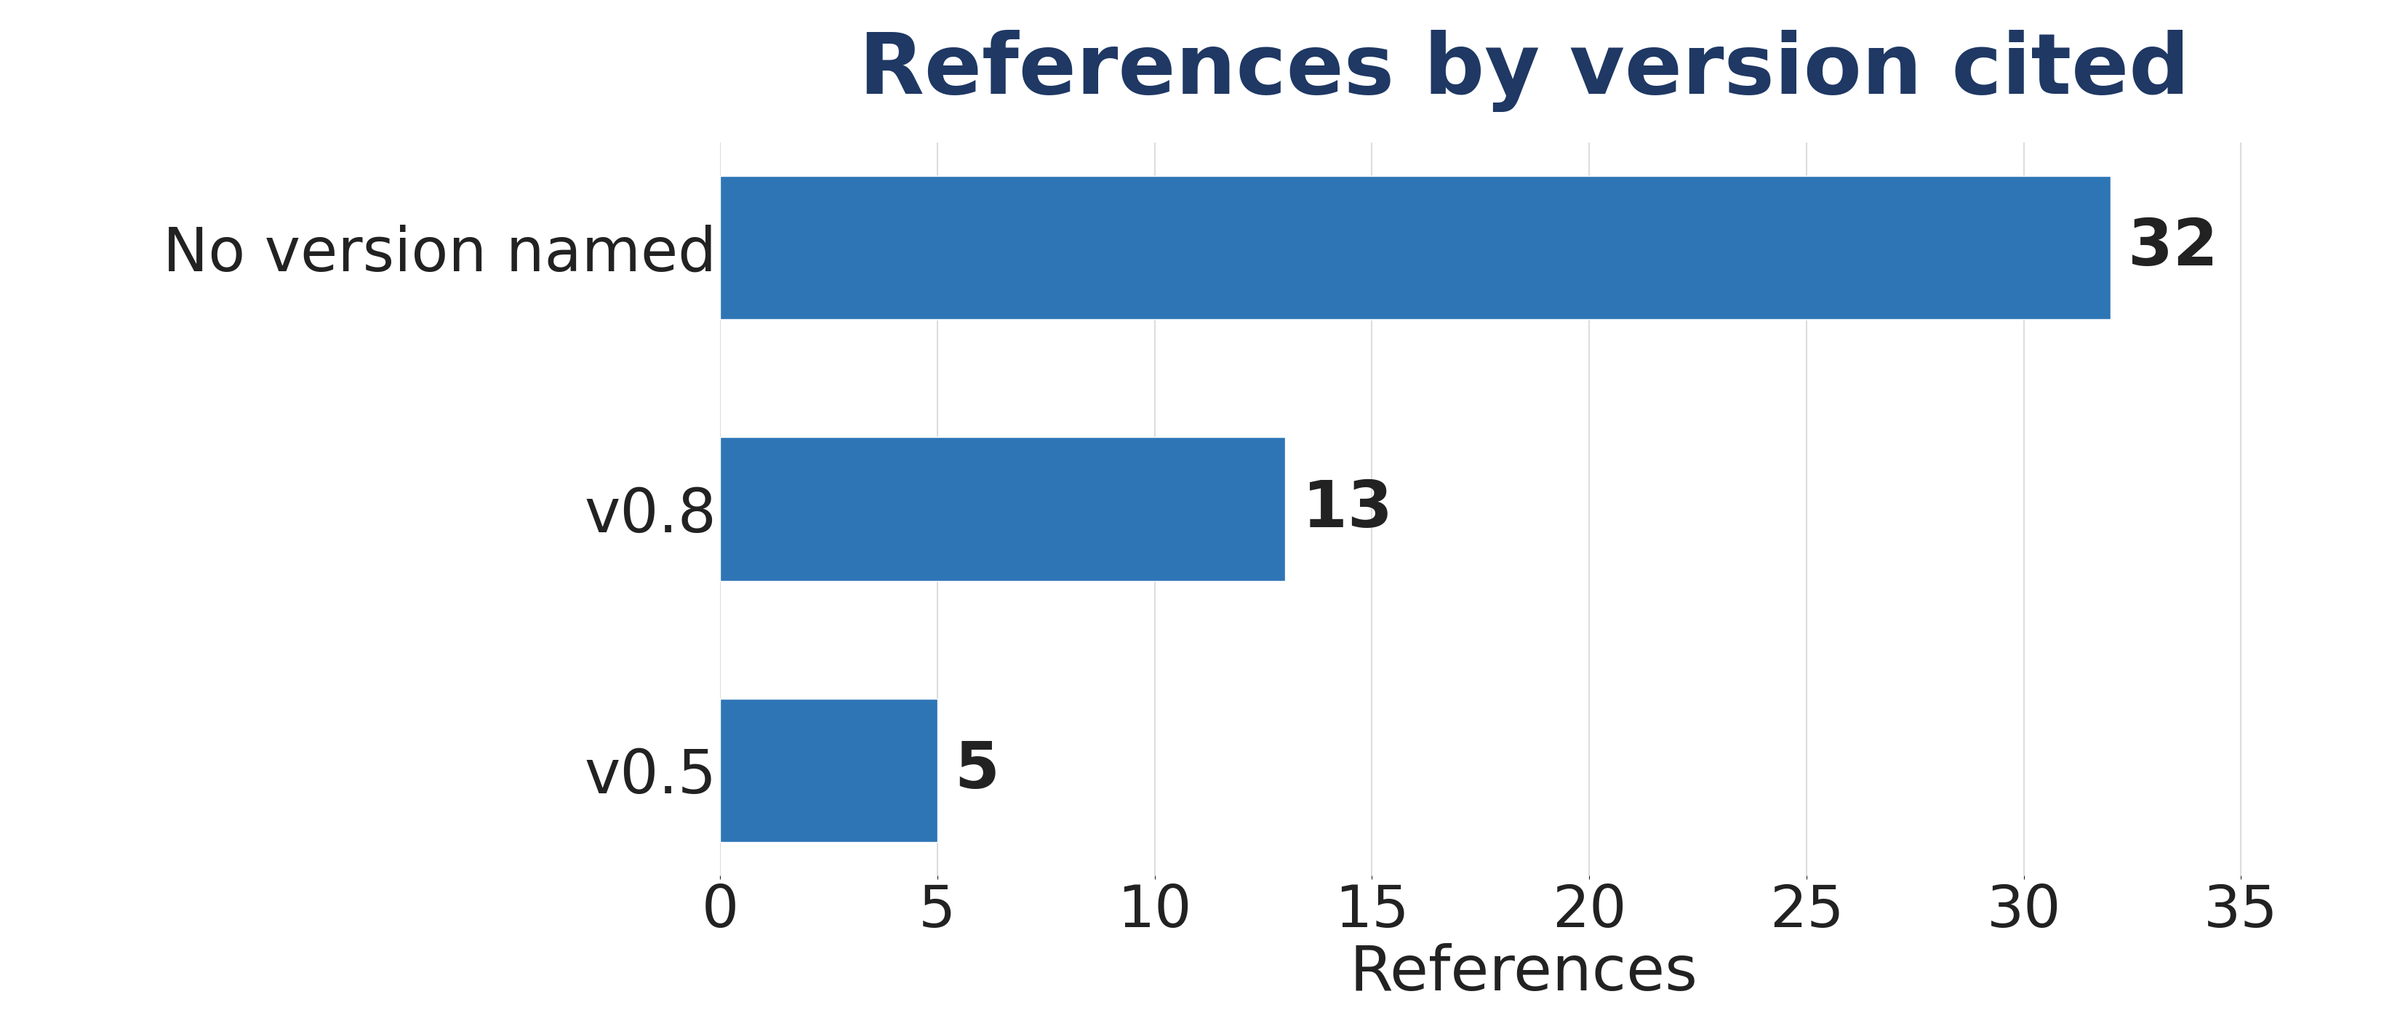 References by version cited
No version named 32
v0.8 13
v0.5 5
0 5 10 15 20 25 30 35
References